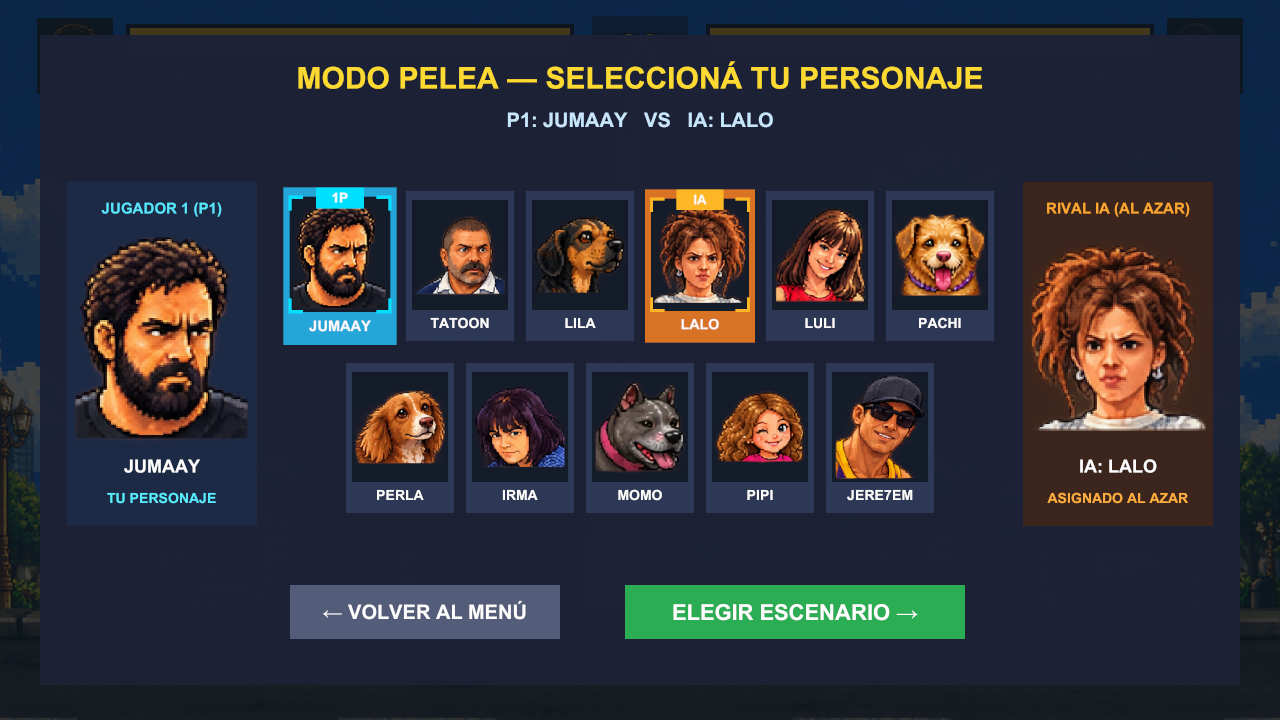 MODO PELEA — SELECCIONÁ TU PERSONAJE
P1: JUMAAY VS IA: LALO
JUGADOR 1 (P1)
JUMAAY
TU PERSONAJE
1P
JUMAAY
TATOON
LILA
IA
LALO
LULI
PACHI
PERLA
IRMA
MOMO
PIPI
JERE7EM
RIVAL IA (AL AZAR)
IA: LALO
ASIGNADO AL AZAR
← VOLVER AL MENÚ
ELEGIR ESCENARIO →